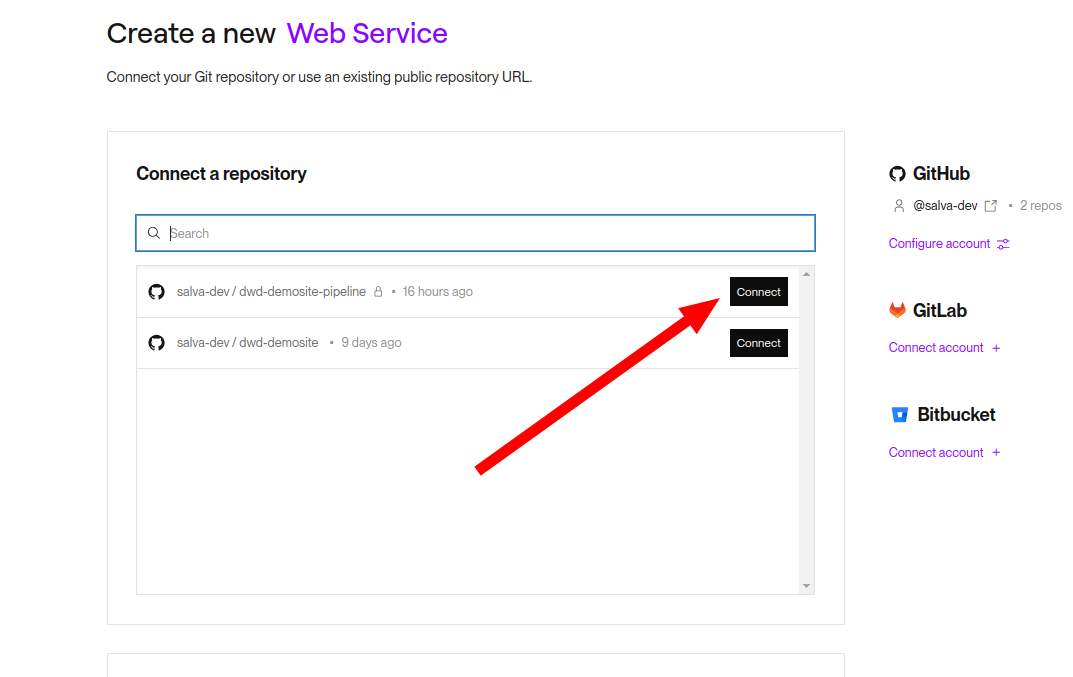 Create a new Web Service
Connect your Git repository or use an existing public repository URL.
Connect a repository
Search
salva-dev / dwd-demosite-pipeline • 16 hours ago Connect
salva-dev / dwd-demosite • 9 days ago Connect
GitHub
@salva-dev • 2 repos
Configure account
GitLab
Connect account +
Bitbucket
Connect account +